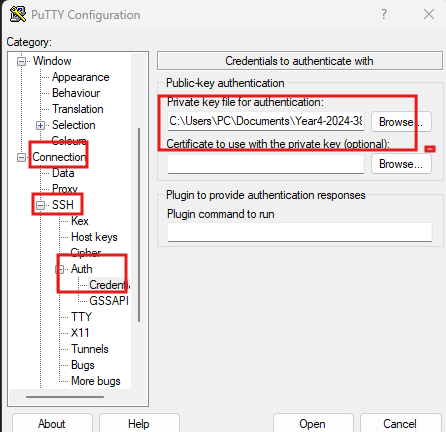 PuTTY Configuration
?
X
Category:
Window
Appearance
Behaviour
Translation
Selection
Colours
Connection
Data
Proxy
SSH
Kex
Host keys
Cipher
Auth
Credentia
GSSAPI
TTY
X11
Tunnels
Bugs
More bugs
Credentials to authenticate with
Public-key authentication
Private key file for authentication:
C:\Users\PC\Documents\Year4-2024-38
Browse...
Certificate to use with the private key (optional):
Browse...
Plugin to provide authentication responses
Plugin command to run
About
Help
Open
Cancel